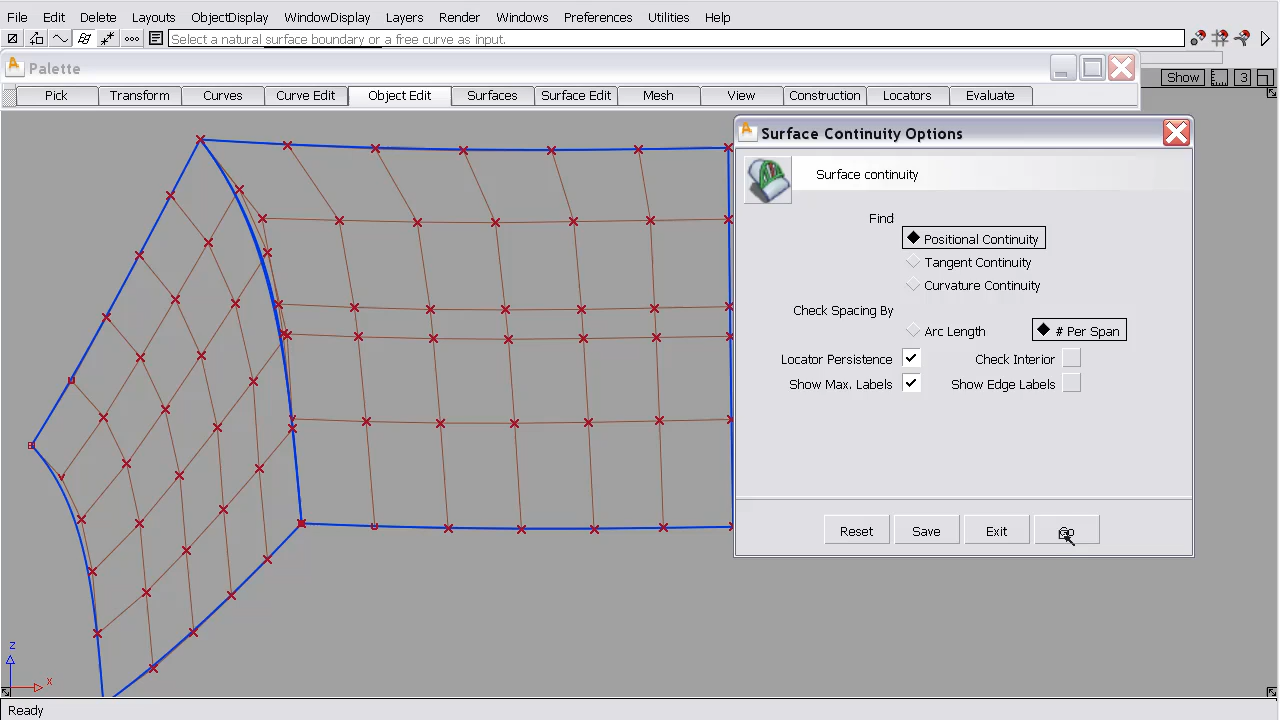 File Edit Delete Layouts ObjectDisplay WindowDisplay Layers Render Windows Preferences Utilities Help
Select a natural surface boundary or a free curve as input.
Palette
Show 3
Pick Transform Curves Curve Edit Object Edit Surfaces Surface Edit Mesh View Construction Locators Evaluate
Surface Continuity Options
Surface continuity
Find
Positional Continuity
Tangent Continuity
Curvature Continuity
Check Spacing By
Arc Length # Per Span
Locator Persistence Check Interior
Show Max. Labels Show Edge Labels
Reset Save Exit Go
z
x
Ready